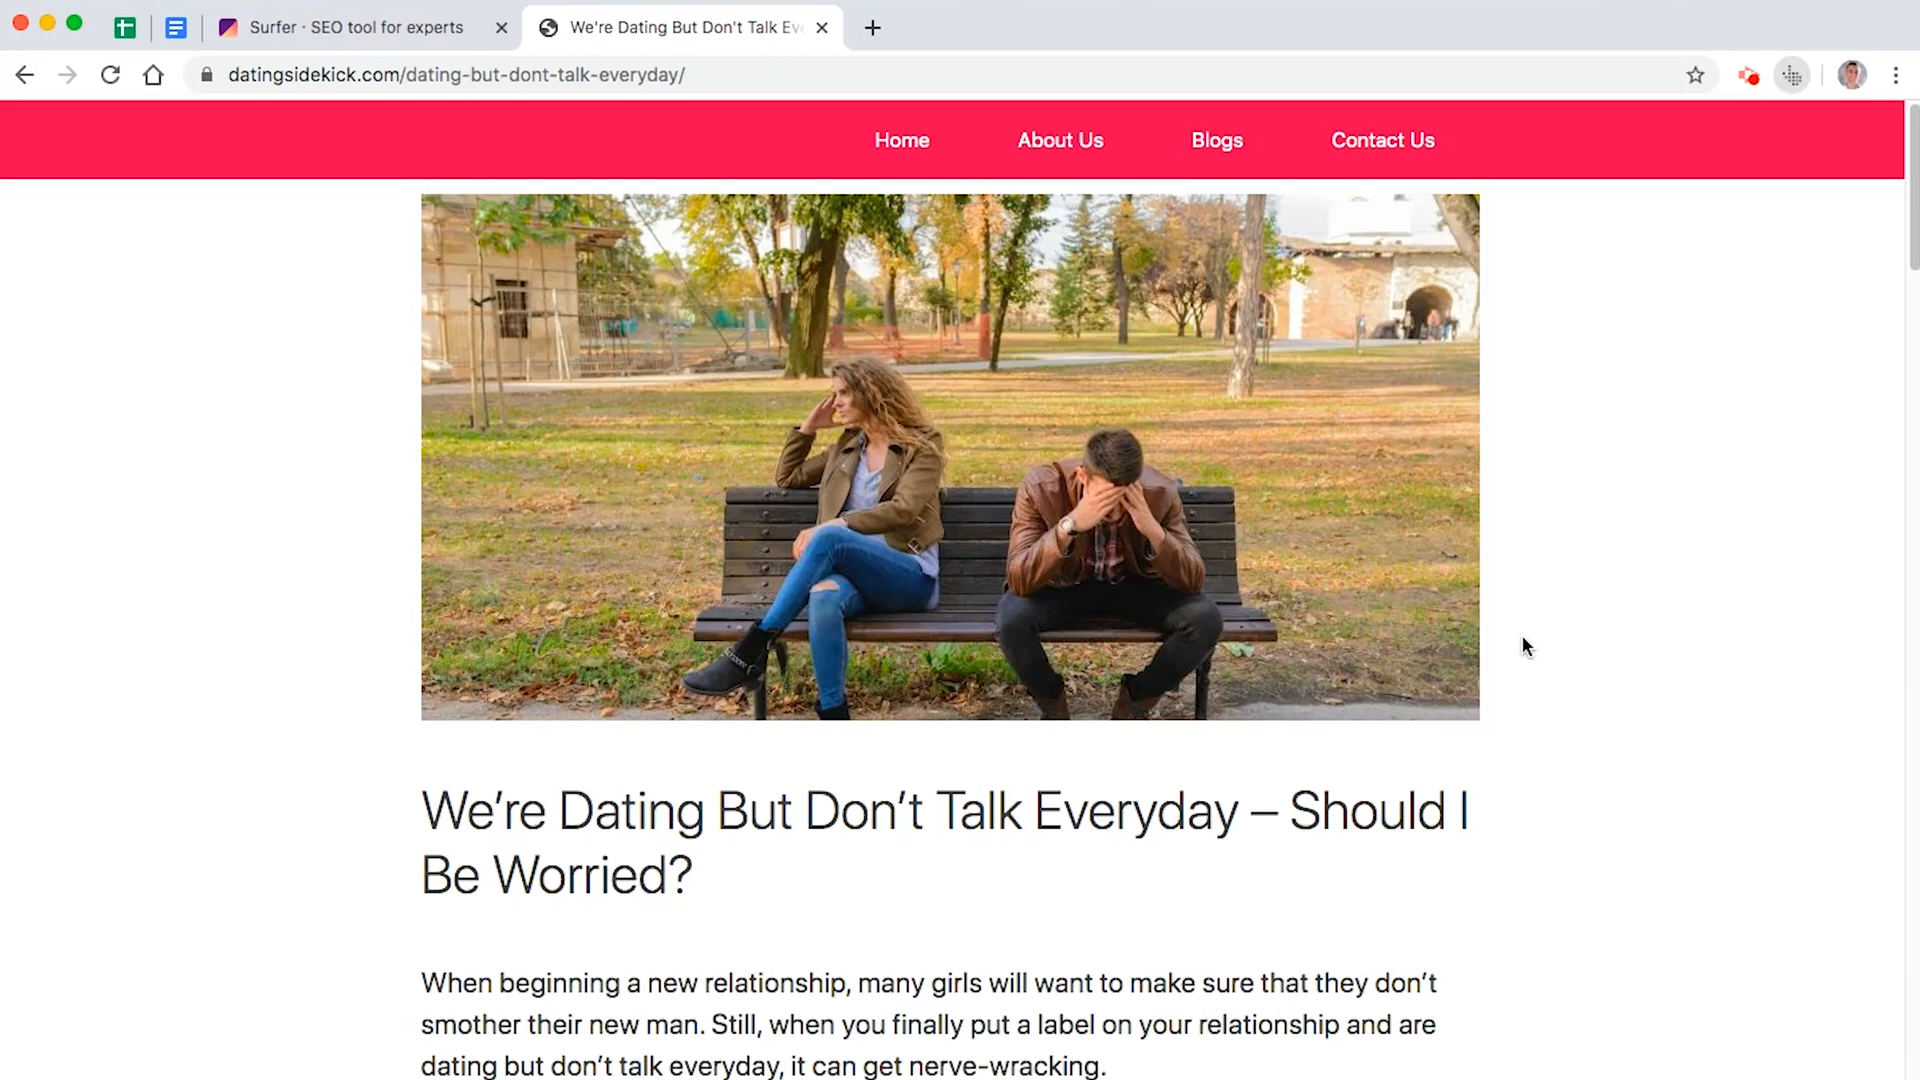 Surfer · SEO tool for experts
We're Dating But Don't Talk Ev
datingsidekick.com/dating-but-dont-talk-everyday/
Home
About Us
Blogs
Contact Us
We’re Dating But Don’t Talk Everyday – Should I
Be Worried?
When beginning a new relationship, many girls will want to make sure that they don’t
smother their new man. Still, when you finally put a label on your relationship and are
dating but don’t talk everyday, it can get nerve-wracking.